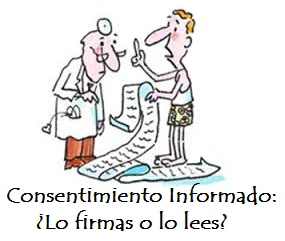 Consentimiento Informado:
¿Lo firmas o lo lees?